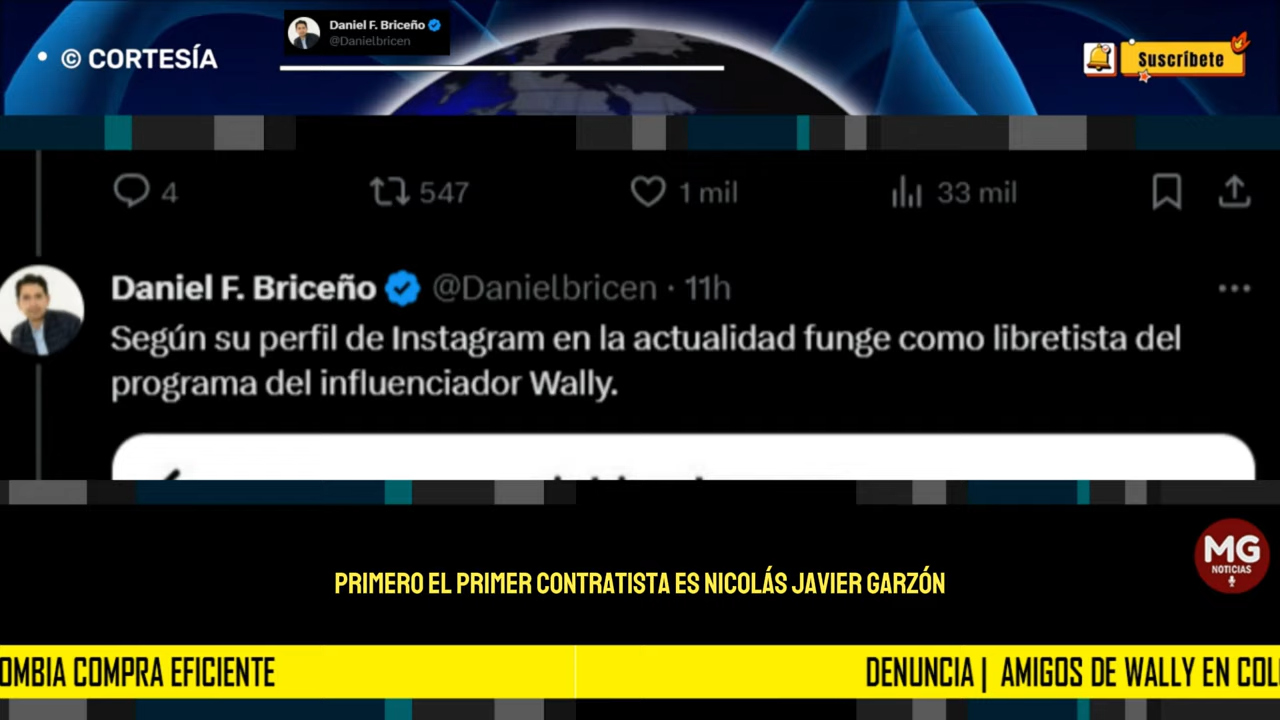 Daniel F. Briceño
@Danielbricen
• © CORTESÍA
Suscríbete
4 547 1 mil 33 mil
Daniel F. Briceño @Danielbricen · 11h
Según su perfil de Instagram en la actualidad funge como libretista del
programa del influenciador Wally.
MG
NOTICIAS
PRIMERO EL PRIMER CONTRATISTA ES NICOLÁS JAVIER GARZÓN
OMBIA COMPRA EFICIENTE
DENUNCIA | AMIGOS DE WALLY EN COL